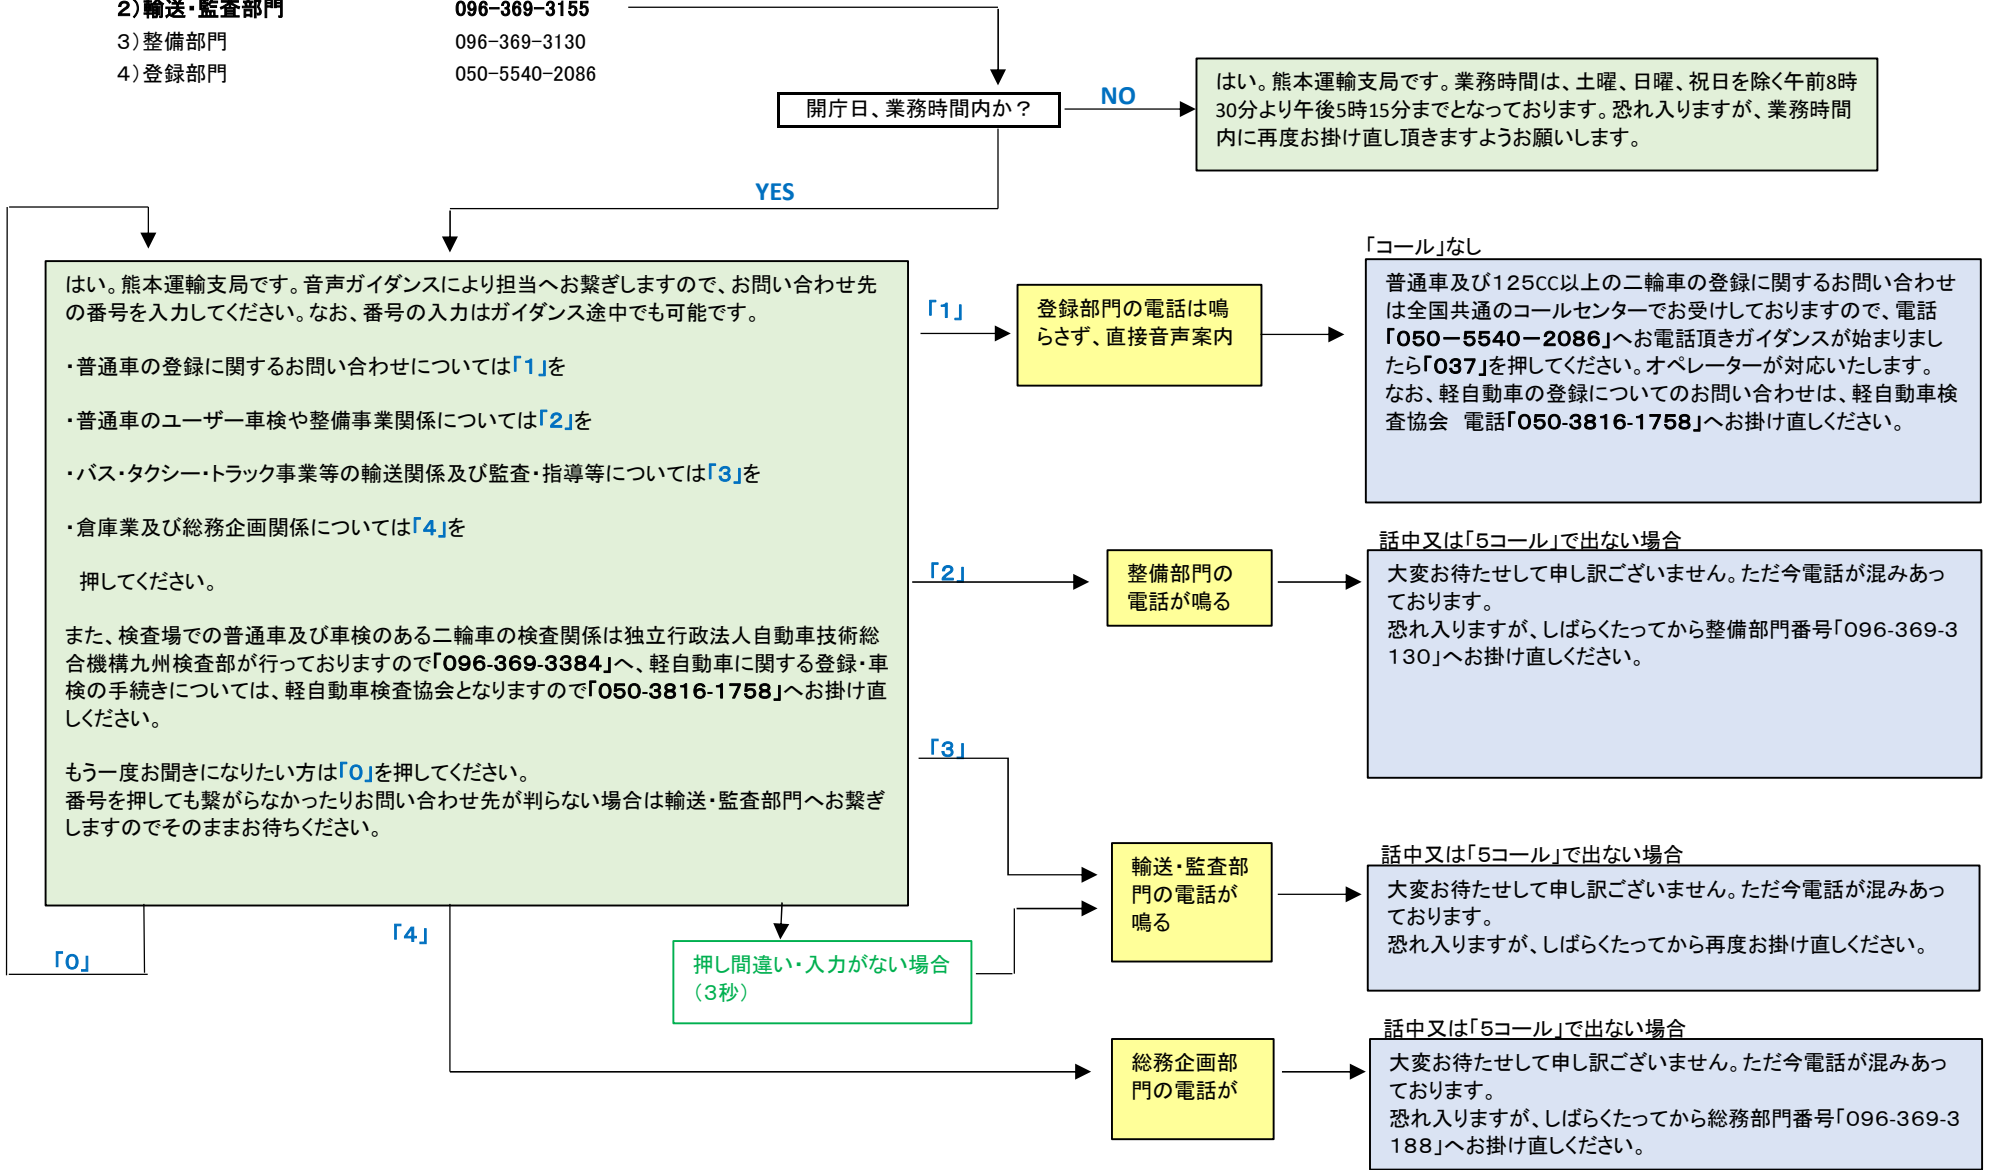 2)輸送・監査部門 096-369-3155
3)整備部門 096-369-3130
4)登録部門 050-5540-2086
開庁日、業務時間内か？
NO
はい。熊本運輸支局です。業務時間は、土曜、日曜、祝日を除く午前8時
30分より午後5時15分までとなっております。恐れ入りますが、業務時間
内に再度お掛け直し頂きますようお願いします。
YES
はい。熊本運輸支局です。音声ガイダンスにより担当へお繋ぎしますので、お問い合わせ先
の番号を入力してください。なお、番号の入力はガイダンス途中でも可能です。
・普通車の登録に関するお問い合わせについては「1」を
・普通車のユーザー車検や整備事業関係については「2」を
・バス・タクシー・トラック事業等の輸送関係及び監査・指導等については「3」を
・倉庫業及び総務企画関係については「4」を
押してください。
また、検査場での普通車及び車検のある二輪車の検査関係は独立行政法人自動車技術総
合機構九州検査部が行っておりますので「096-369-3384」へ、軽自動車に関する登録・車
検の手続きについては、軽自動車検査協会となりますので「050-3816-1758」へお掛け直
しください。
もう一度お聞きになりたい方は「0」を押してください。
番号を押しても繋がらなかったりお問い合わせ先が判らない場合は輸送・監査部門へお繋ぎ
しますのでそのままお待ちください。
「1」
登録部門の電話は鳴
らさず、直接音声案内
「コール」なし
普通車及び125CC以上の二輪車の登録に関するお問い合わせ
は全国共通のコールセンターでお受けしておりますので、電話
「050－5540－2086」へお電話頂きガイダンスが始まりまし
たら「037」を押してください。オペレーターが対応いたします。
なお、軽自動車の登録についてのお問い合わせは、軽自動車検
査協会　電話「050-3816-1758」へお掛け直しください。
「2」
整備部門の
電話が鳴る
話中又は「5コール」で出ない場合
大変お待たせして申し訳ございません。ただ今電話が混みあっ
ております。
恐れ入りますが、しばらくたってから整備部門番号「096-369-3
130」へお掛け直しください。
「3」
輸送・監査部
門の電話が
鳴る
話中又は「5コール」で出ない場合
大変お待たせして申し訳ございません。ただ今電話が混みあっ
ております。
恐れ入りますが、しばらくたってから再度お掛け直しください。
「0」
「4」
押し間違い・入力がない場合
（3秒）
総務企画部
門の電話が
話中又は「5コール」で出ない場合
大変お待たせして申し訳ございません。ただ今電話が混みあっ
ております。
恐れ入りますが、しばらくたってから総務部門番号「096-369-3
188」へお掛け直しください。